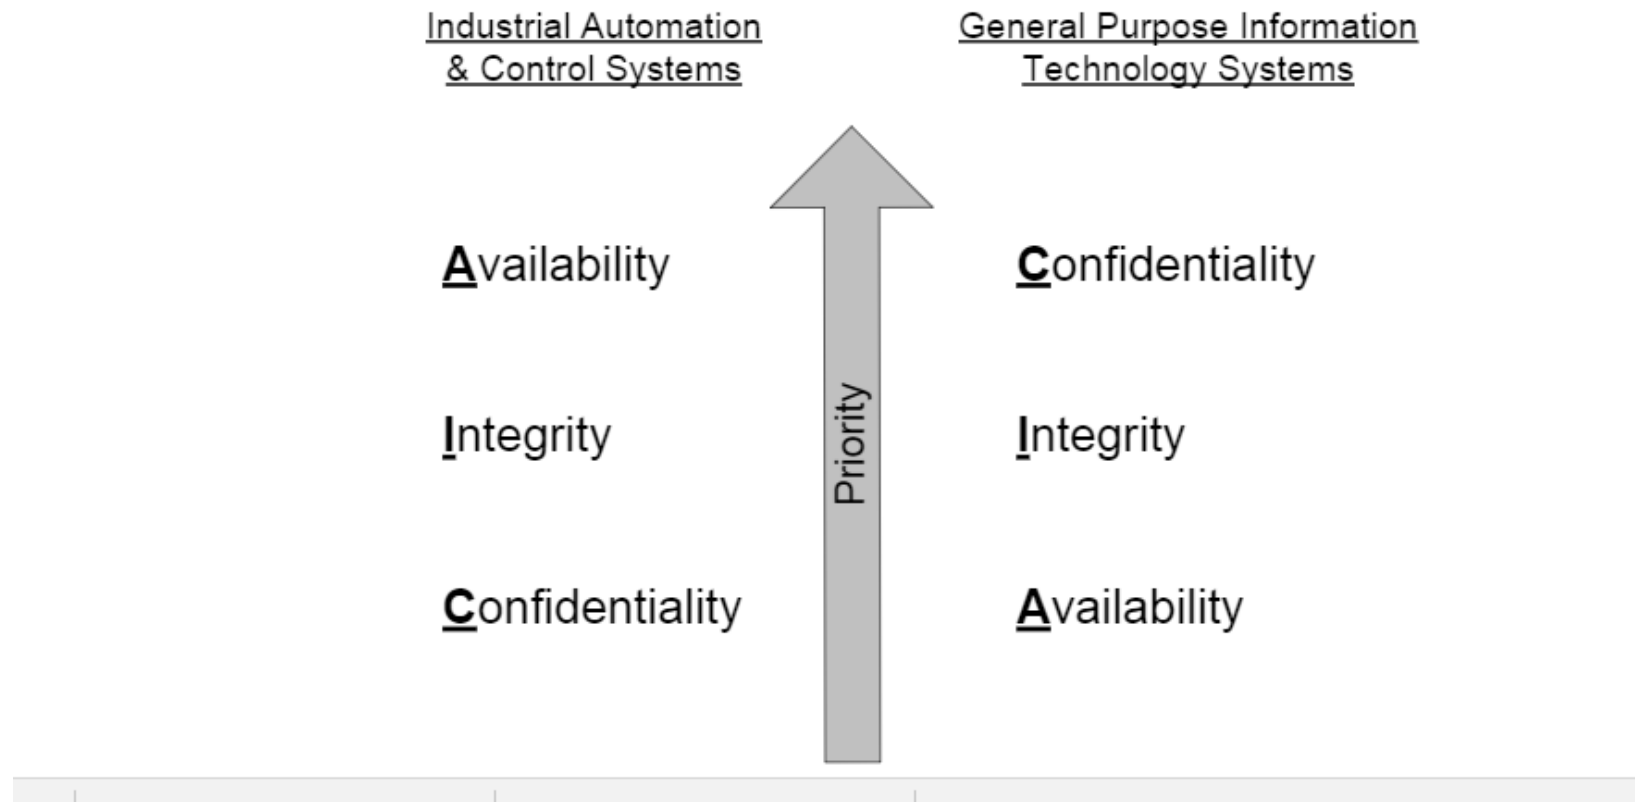 Industrial Automation
& Control Systems
General Purpose Information
Technology Systems
Availability
Integrity
Confidentiality
Priority
Confidentiality
Integrity
Availability